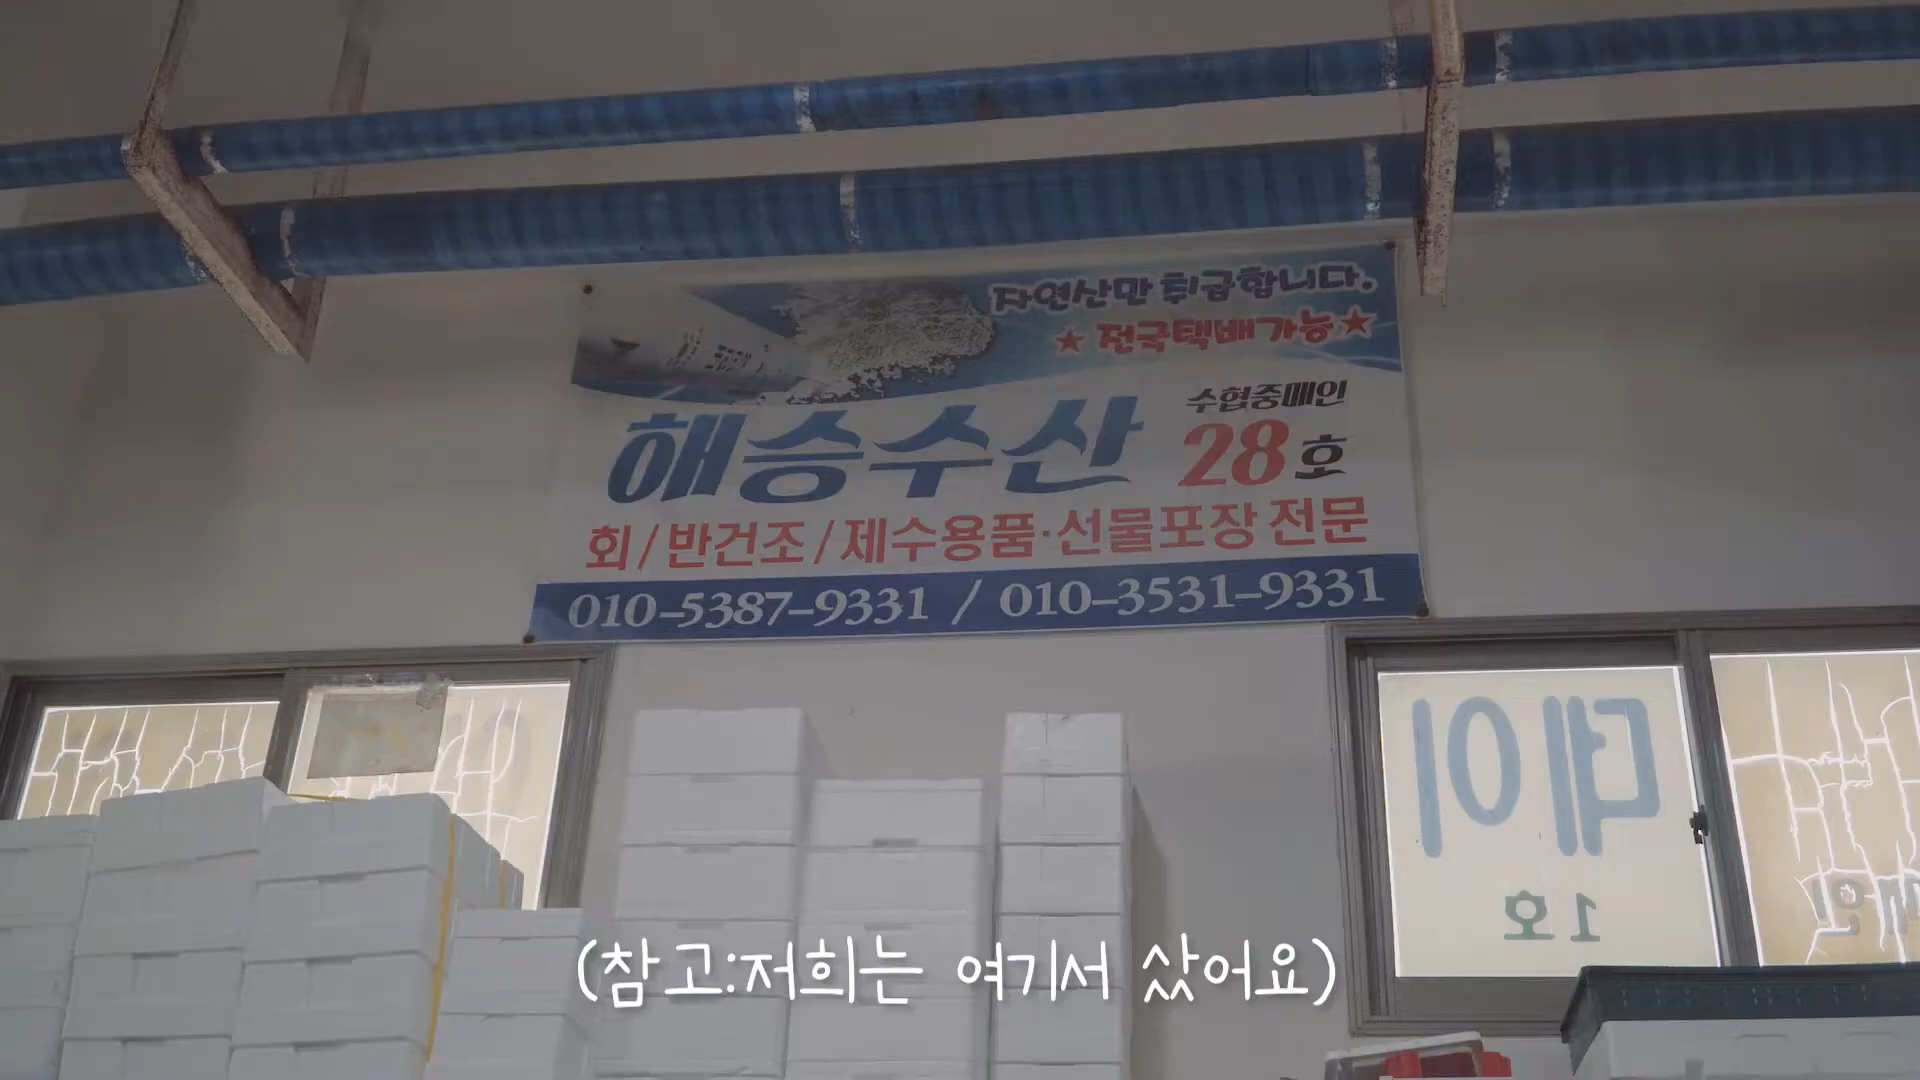 자연산만 취급합니다.
★ 전국택배가능 ★
해승수산
수협중매인
28호
회/반건조/제수용품·선물포장 전문
010-5387-9331 / 010-3531-9331
데이
1호
(참고:저희는 여기서 샀어요)